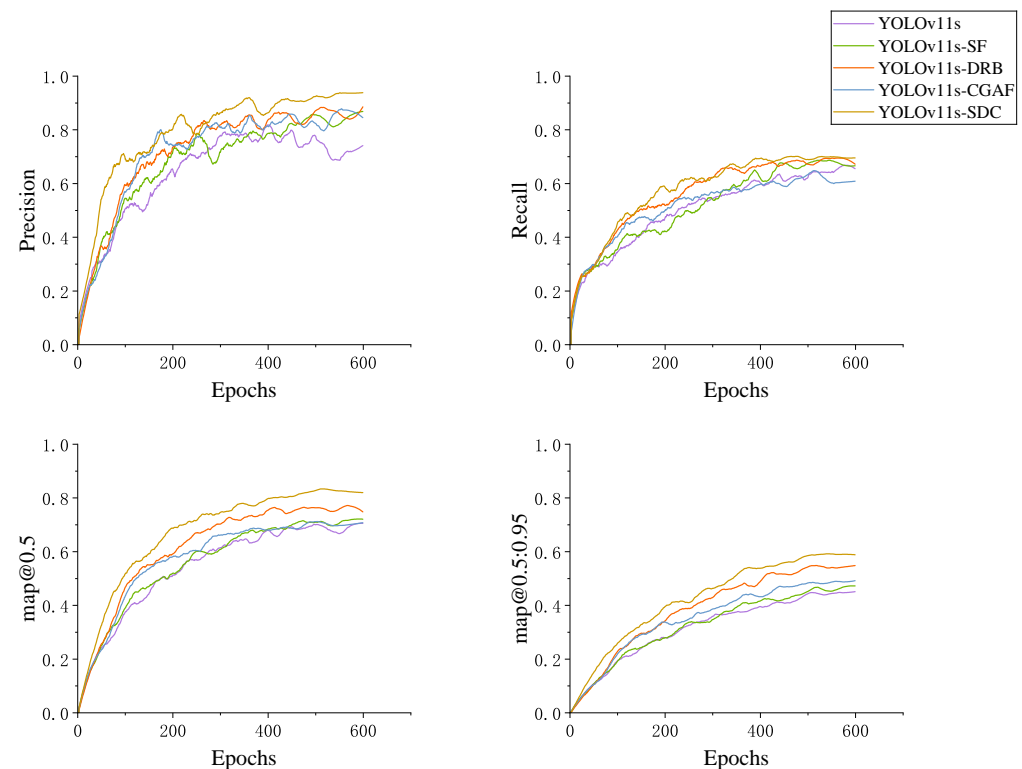 YOLOv11s
YOLOv11s-SF
YOLOv11s-DRB
YOLOv11s-CGAF
YOLOv11s-SDC
1.0
0.8
0.6
0.4
0.2
0.0
Precision
0 200 400 600
Epochs
1.0
0.8
0.6
0.4
0.2
0.0
Recall
0 200 400 600
Epochs
1.0
0.8
0.6
0.4
0.2
0.0
map@0.5
0 200 400 600
Epochs
1.0
0.8
0.6
0.4
0.2
0.0
map@0.5:0.95
0 200 400 600
Epochs